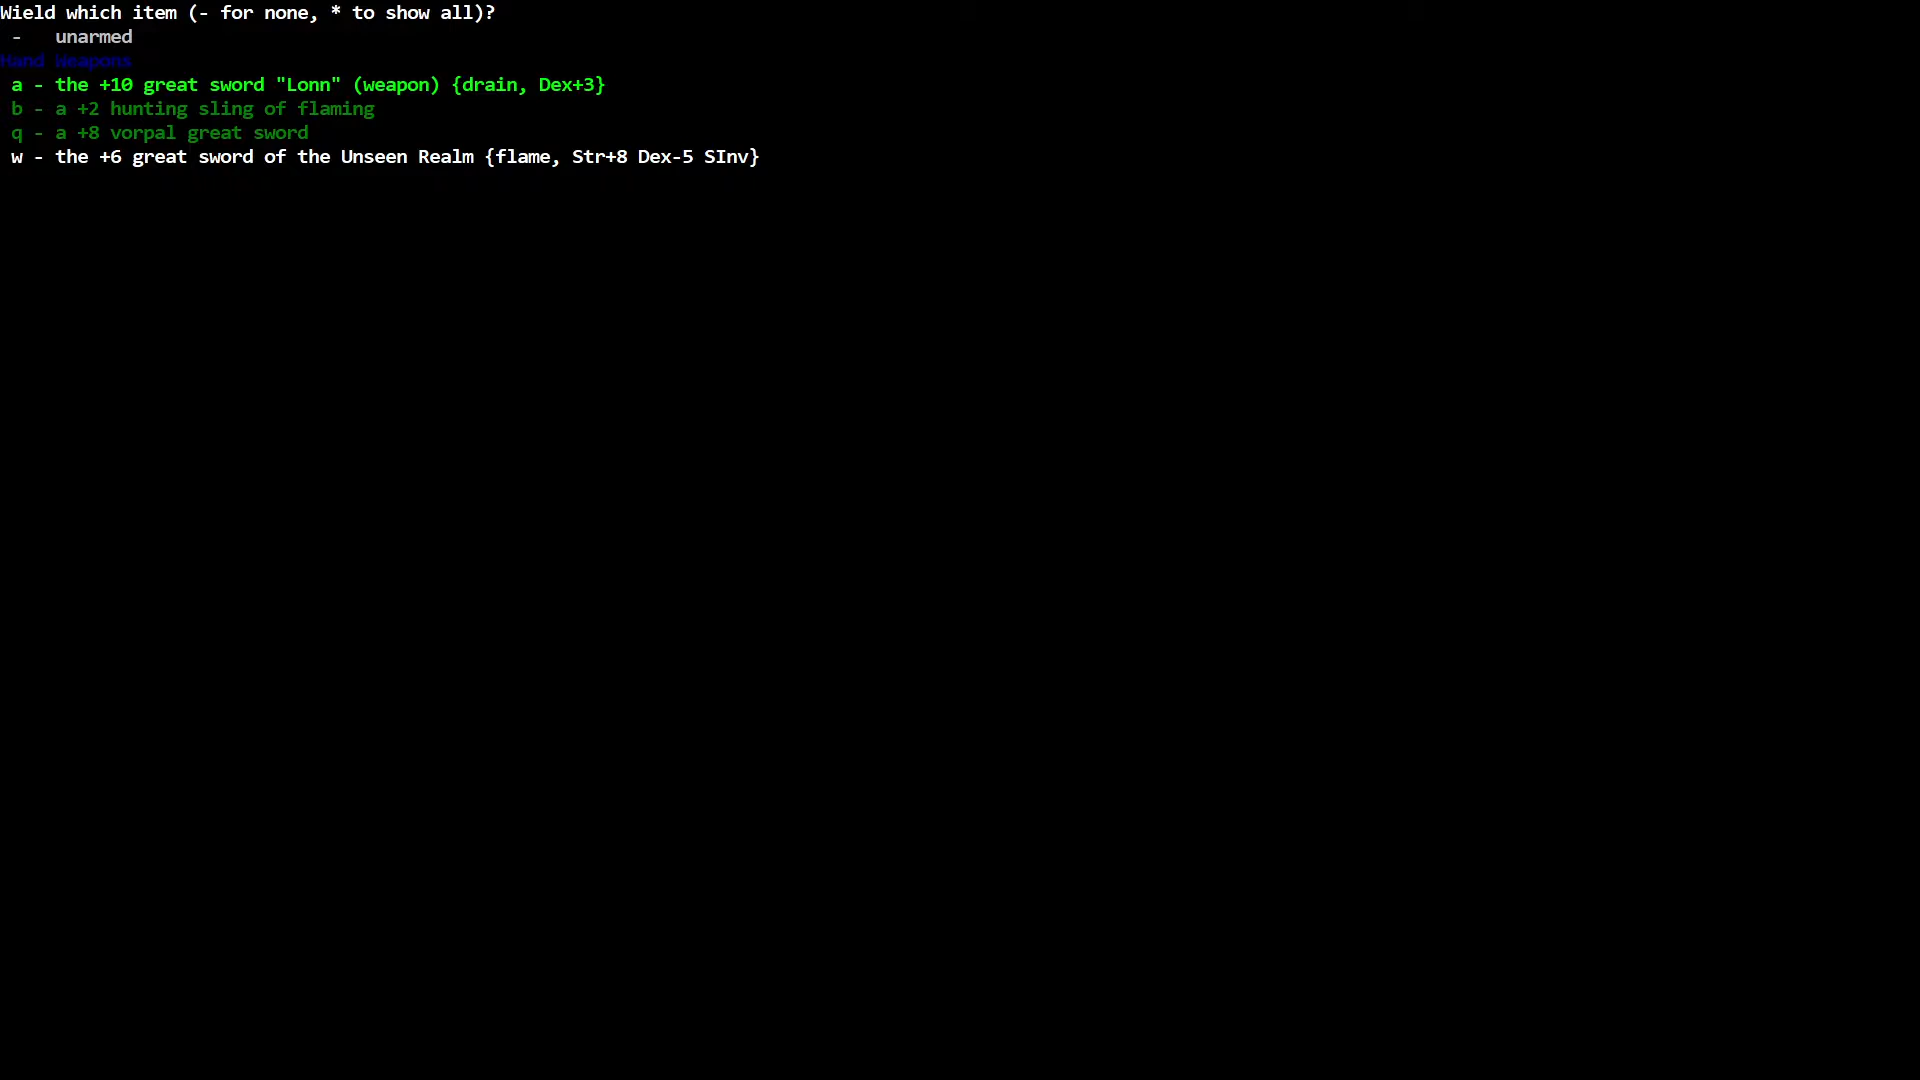 Wield which item (- for none, * to show all)?
- unarmed
Hand Weapons
a - the +10 great sword "Lonn" (weapon) {drain, Dex+3}
b - a +2 hunting sling of flaming
q - a +8 vorpal great sword
w - the +6 great sword of the Unseen Realm {flame, Str+8 Dex-5 SInv}